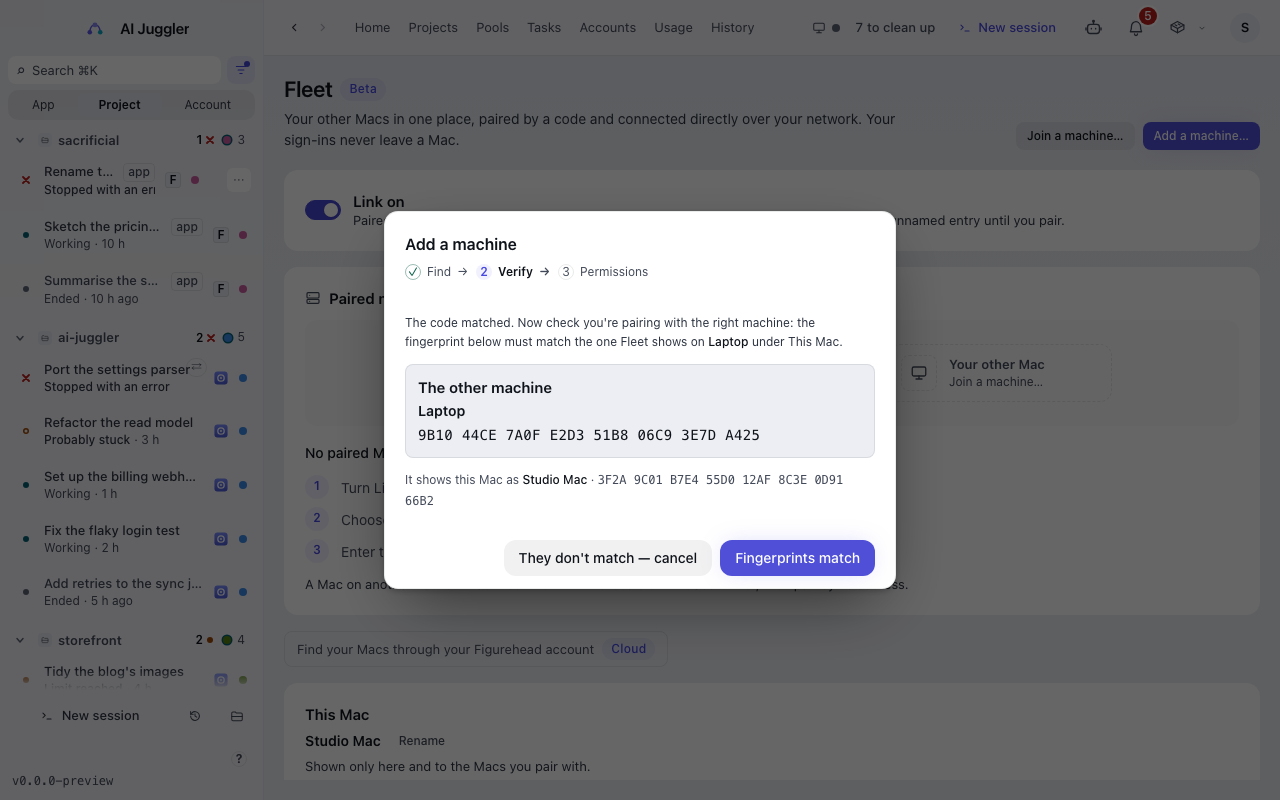 AI Juggler
Search ⌘K
App Project Account
sacrificial 1 3
Rename t... app F
Stopped with an err
Sketch the pricin... app F
Working · 10 h
Summarise the s... app F
Ended · 10 h ago
ai-juggler 2 5
Port the settings parser
Stopped with an error
Refactor the read model
Probably stuck · 3 h
Set up the billing webh...
Working · 1 h
Fix the flaky login test
Working · 2 h
Add retries to the sync j...
Ended · 5 h ago
storefront 2 4
Tidy the blog's images
New session
?
v0.0.0-preview
Home Projects Pools Tasks Accounts Usage History 7 to clean up New session 5 S
Fleet Beta
Your other Macs in one place, paired by a code and connected directly over your network. Your
sign-ins never leave a Mac.
Join a machine... Add a machine...
Link on
Paire nnamed entry until you pair.
Paired
Your other Mac
Join a machine...
No paired M
1 Turn Li
2 Choos
3 Enter t
A Mac on ano
Add a machine
Find → 2 Verify → 3 Permissions
The code matched. Now check you're pairing with the right machine: the
fingerprint below must match the one Fleet shows on Laptop under This Mac.
The other machine
Laptop
9B10 44CE 7A0F E2D3 51B8 06C9 3E7D A425
It shows this Mac as Studio Mac · 3F2A 9C01 B7E4 55D0 12AF 8C3E 0D91
66B2
They don't match — cancel Fingerprints match
Find your Macs through your Figurehead account Cloud
This Mac
Studio Mac Rename
Shown only here and to the Macs you pair with.